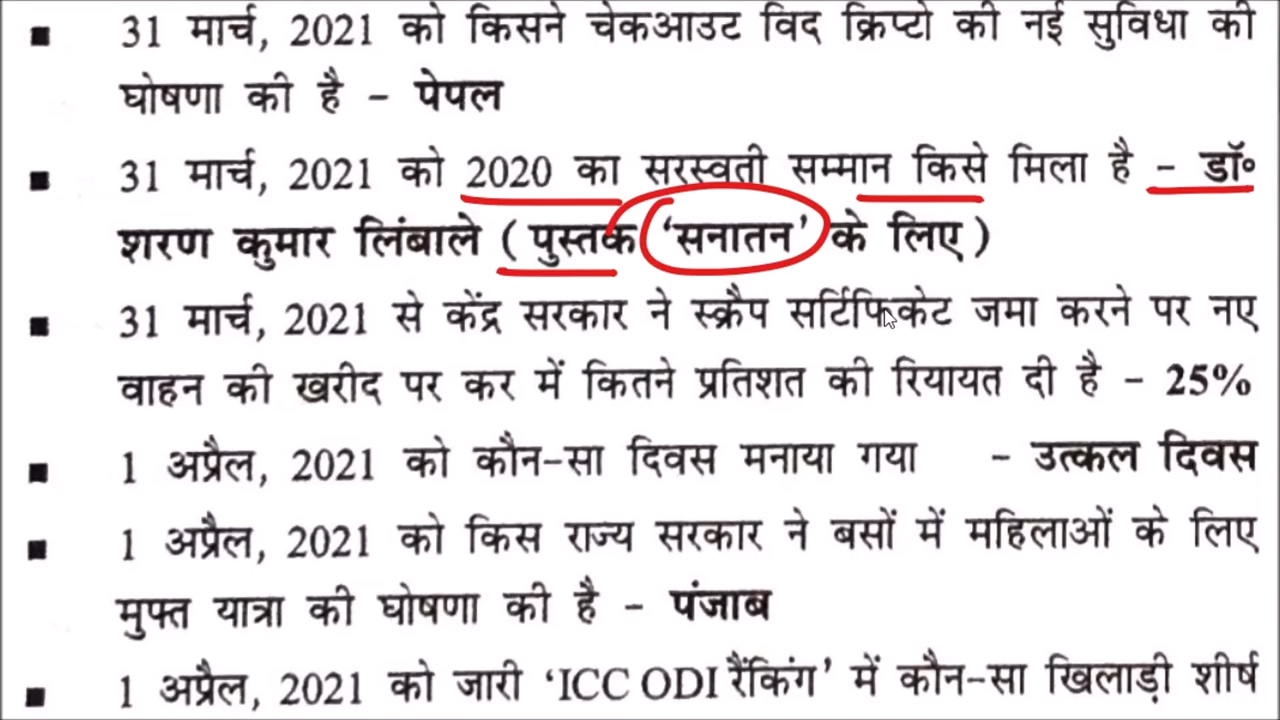 ▪ 31 मार्च, 2021 को किसने चेकआउट विद क्रिप्टो की नई सुविधा की
घोषणा की है – पेपल
▪ 31 मार्च, 2021 को 2020 का सरस्वती सम्मान किसे मिला है – डॉ॰
शरण कुमार लिंबाले ( पुस्तक ‘सनातन’ के लिए )
▪ 31 मार्च, 2021 से केंद्र सरकार ने स्क्रैप सर्टिफिकेट जमा करने पर नए
वाहन की खरीद पर कर में कितने प्रतिशत की रियायत दी है – 25%
▪ 1 अप्रैल, 2021 को कौन-सा दिवस मनाया गया – उत्कल दिवस
▪ 1 अप्रैल, 2021 को किस राज्य सरकार ने बसों में महिलाओं के लिए
मुफ्त यात्रा की घोषणा की है – पंजाब
▪ 1 अप्रैल, 2021 को जारी ‘ICC ODI रैंकिंग’ में कौन-सा खिलाड़ी शीर्ष